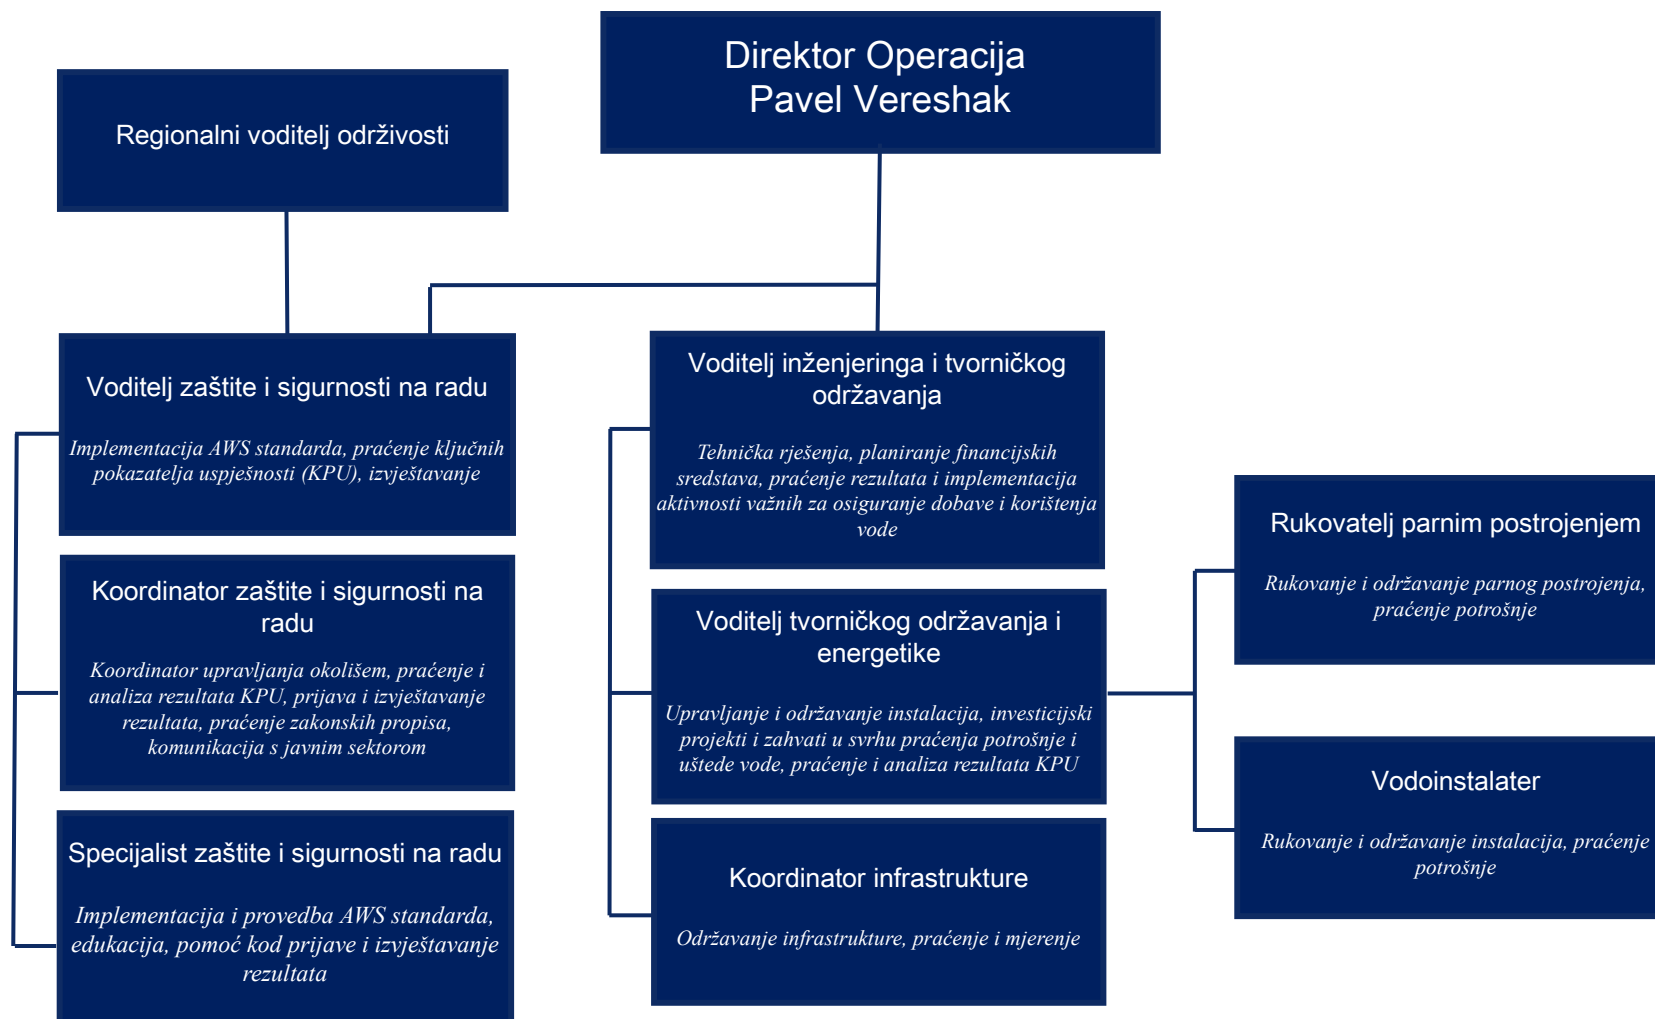 Direktor Operacija
Pavel Vereshak
Regionalni voditelj održivosti
Voditelj zaštite i sigurnosti na radu
Implementacija AWS standarda, praćenje ključnih
pokazatelja uspješnosti (KPU), izvještavanje
Koordinator zaštite i sigurnosti na
radu
Koordinator upravljanja okolišem, praćenje i
analiza rezultata KPU, prijava i izvještavanje
rezultata, praćenje zakonskih propisa,
komunikacija s javnim sektorom
Specijalist zaštite i sigurnosti na radu
Implementacija i provedba AWS standarda,
edukacija, pomoć kod prijave i izvještavanje
rezultata
Voditelj inženjeringa i tvorničkog
održavanja
Tehnička rješenja, planiranje financijskih
sredstava, praćenje rezultata i implementacija
aktivnosti važnih za osiguranje dobave i korištenja
vode
Voditelj tvorničkog održavanja i
energetike
Upravljanje i održavanje instalacija, investicijski
projekti i zahvati u svrhu praćenja potrošnje i
uštede vode, praćenje i analiza rezultata KPU
Koordinator infrastrukture
Održavanje infrastrukture, praćenje i mjerenje
Rukovatelj parnim postrojenjem
Rukovanje i održavanje parnog postrojenja,
praćenje potrošnje
Vodoinstalater
Rukovanje i održavanje instalacija, praćenje
potrošnje